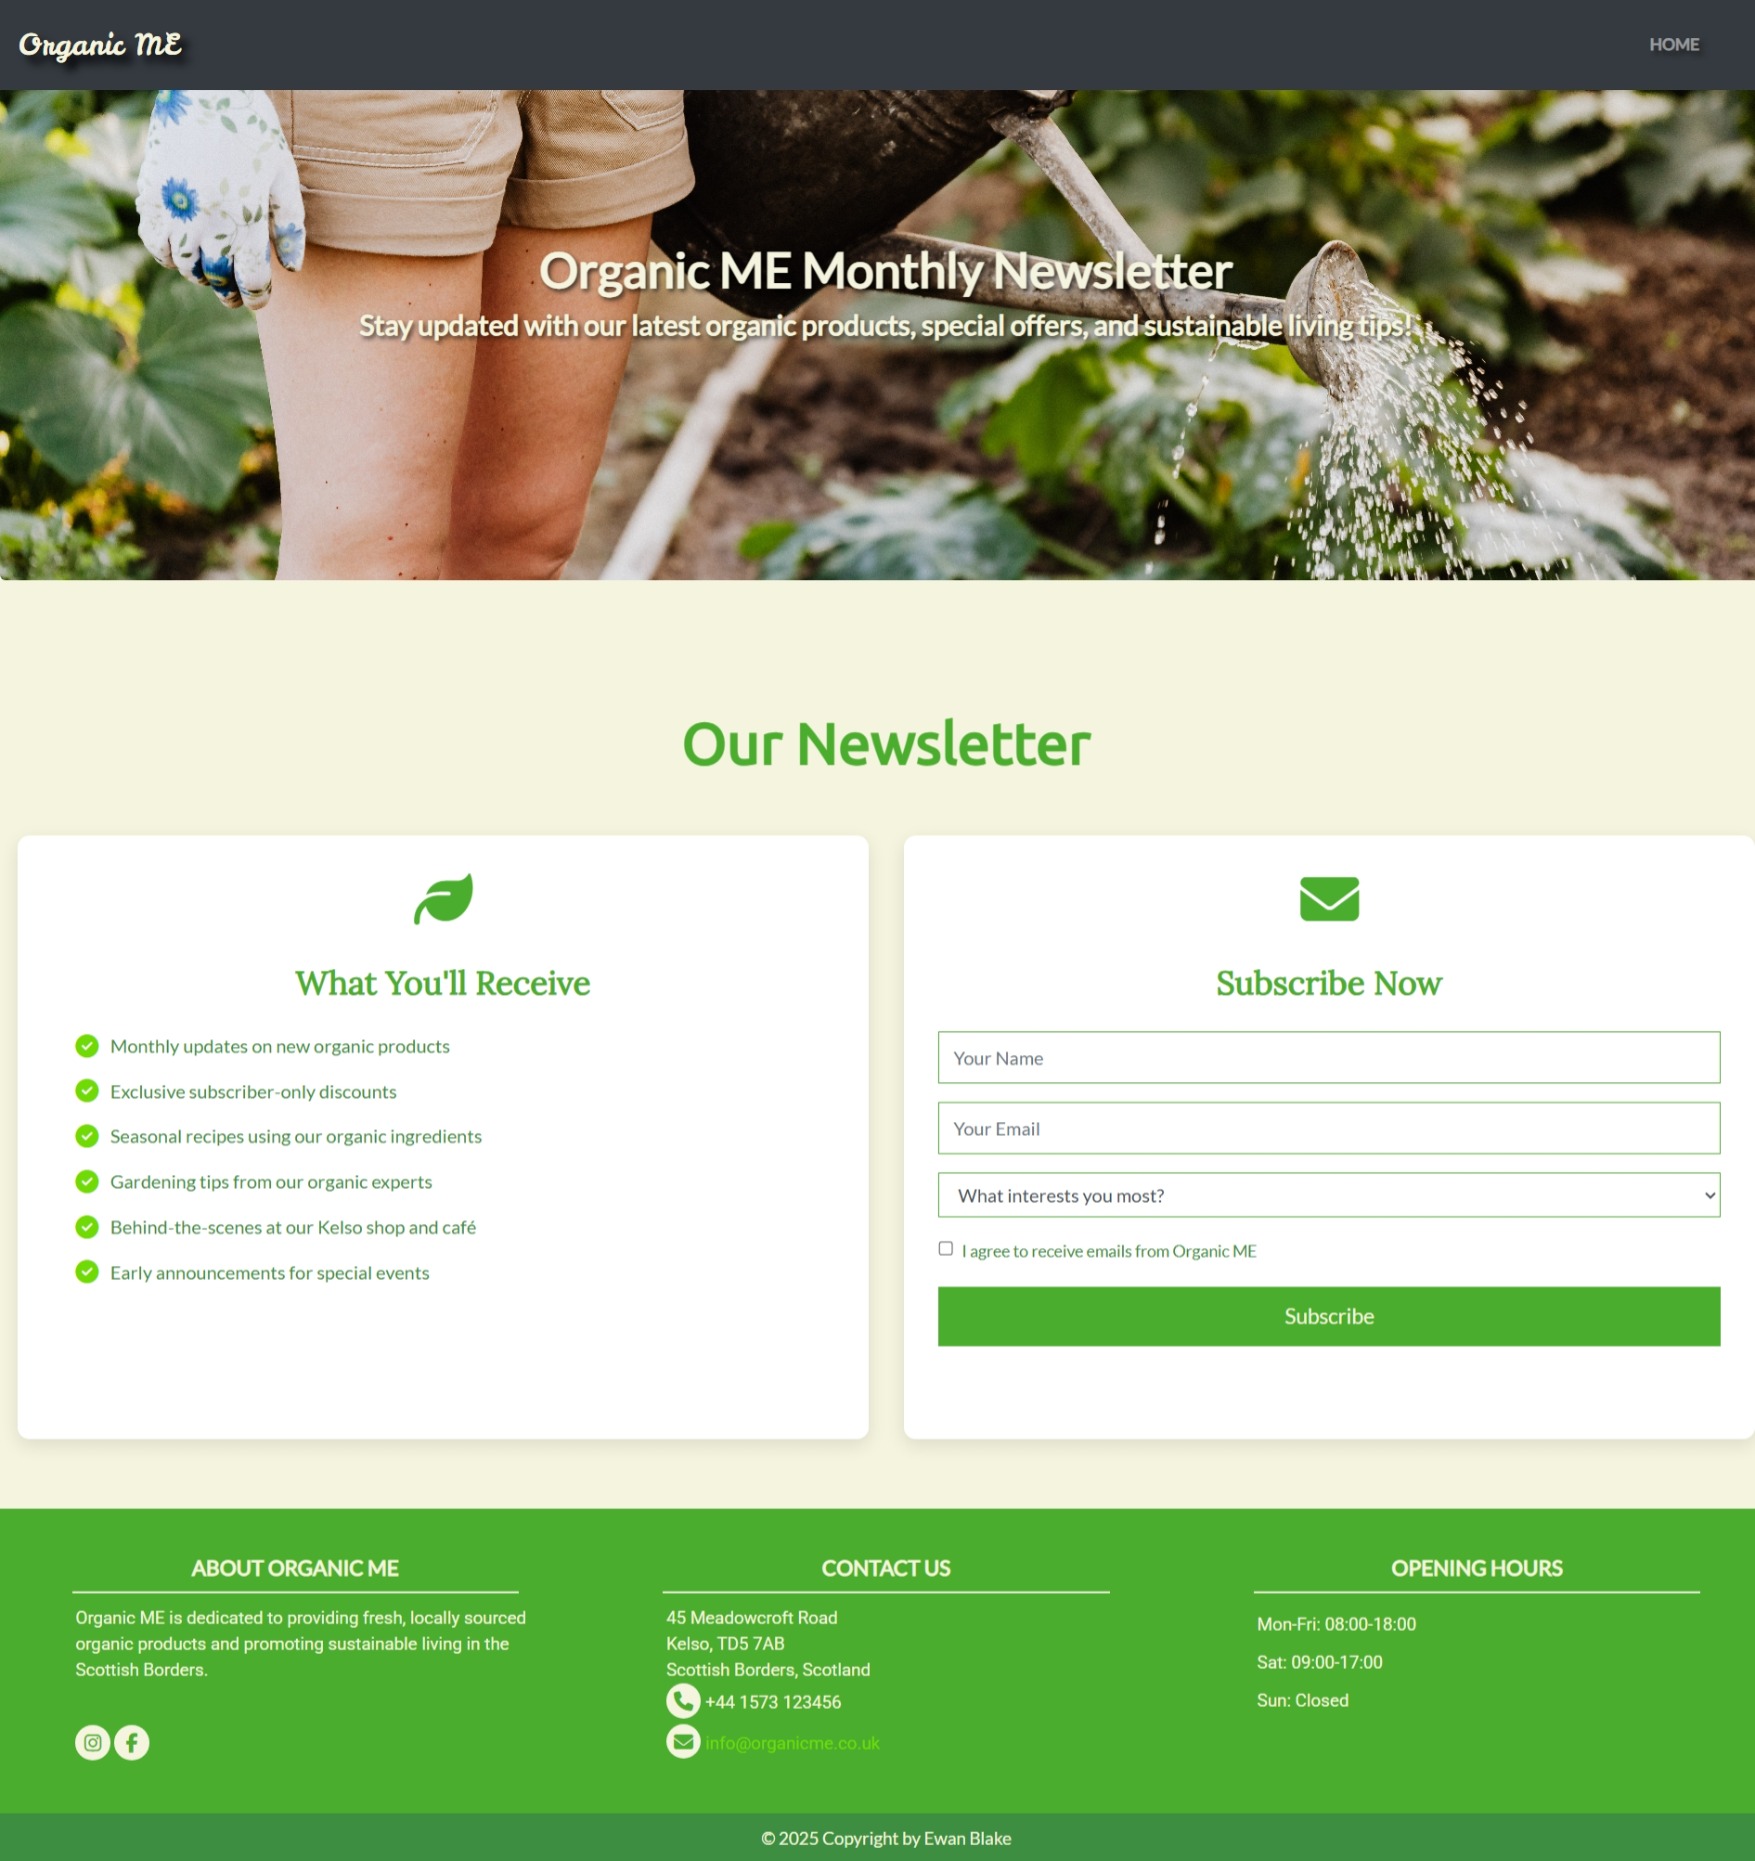 Organic ME
HOME
Organic ME Monthly Newsletter
Stay updated with our latest organic products, special offers, and sustainable living tips!
Our Newsletter
What You'll Receive
Monthly updates on new organic products
Exclusive subscriber-only discounts
Seasonal recipes using our organic ingredients
Gardening tips from our organic experts
Behind-the-scenes at our Kelso shop and café
Early announcements for special events
Subscribe Now
Your Name
Your Email
What interests you most?
I agree to receive emails from Organic ME
Subscribe
ABOUT ORGANIC ME
Organic ME is dedicated to providing fresh, locally sourced
organic products and promoting sustainable living in the
Scottish Borders.
CONTACT US
45 Meadowcroft Road
Kelso, TD5 7AB
Scottish Borders, Scotland
+44 1573 123456
info@organicme.co.uk
OPENING HOURS
Mon-Fri: 08:00-18:00
Sat: 09:00-17:00
Sun: Closed
© 2025 Copyright by Ewan Blake